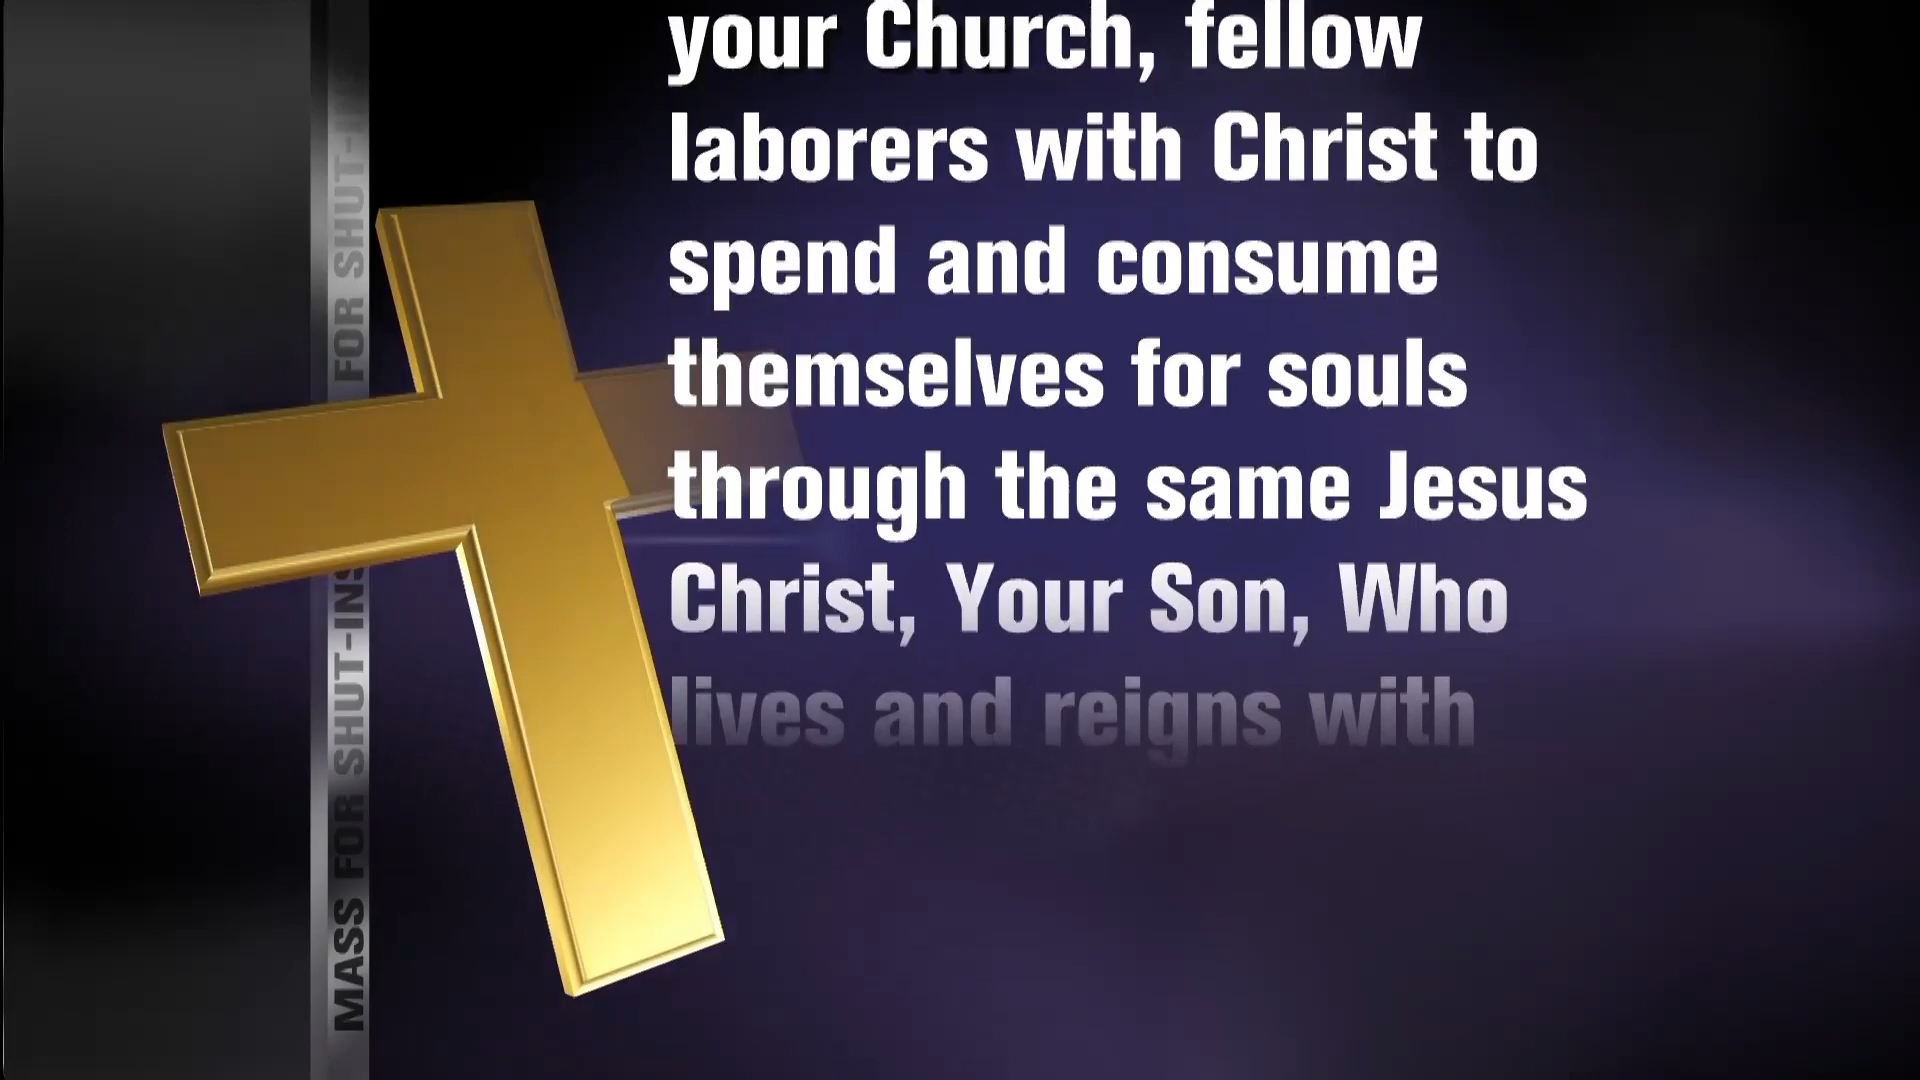 your Church, fellow
laborers with Christ to
spend and consume
themselves for souls
through the same Jesus
Christ, Your Son, Who
lives and reigns with
MASS FOR SHUT-INS
FOR SHUT-